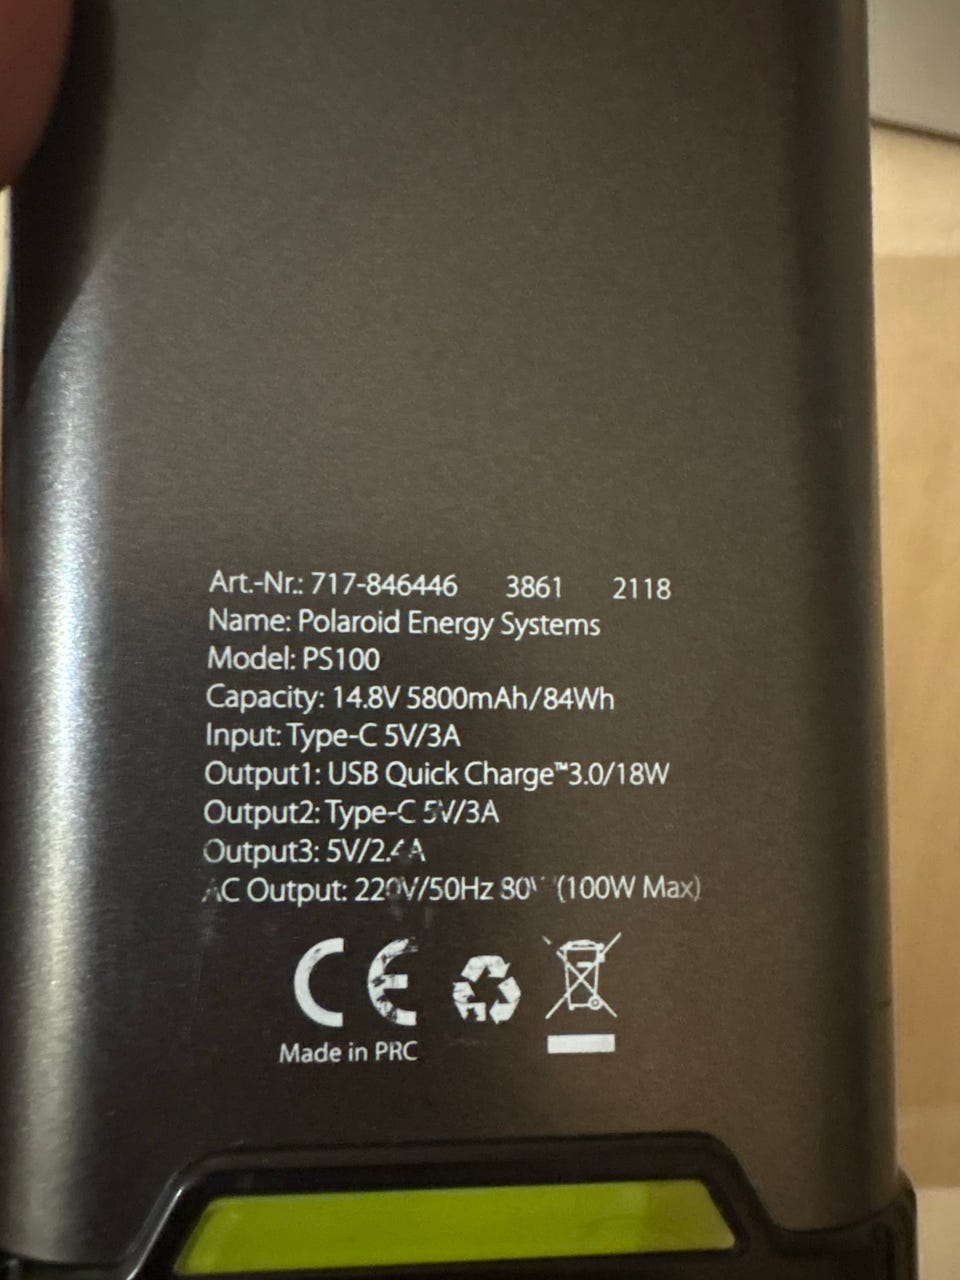 Art.-Nr.: 717-846446 3861 2118
Name: Polaroid Energy Systems
Model: PS100
Capacity: 14.8V 5800mAh/84Wh
Input: Type-C 5V/3A
Output1: USB Quick Charge™3.0/18W
Output2: Type-C 5V/3A
Output3: 5V/2.4A
AC Output: 220V/50Hz (100W Max)
CE
Made in PRC